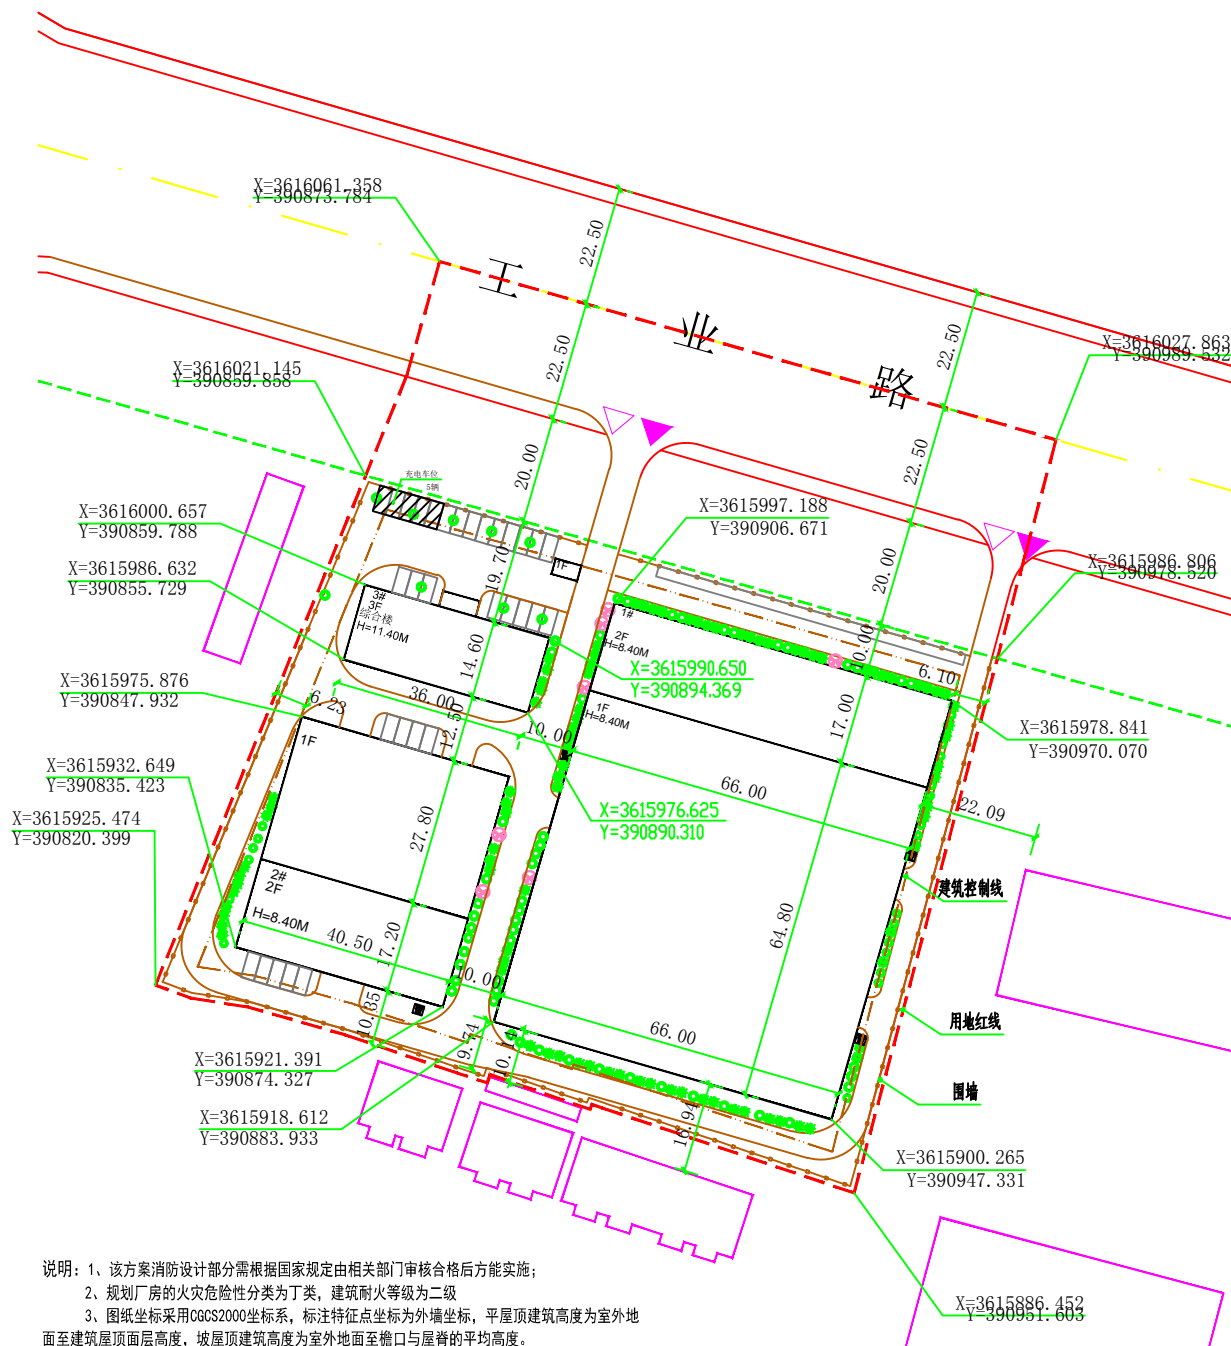 X=3616061.358
Y=390873.784
22.50
工
业
路
22.50
22.50
X=3616027.863
Y=390989.532
X=3616021.145
Y=390859.858
22.50
充电车位
5辆
20.00
X=3616000.657
Y=390859.788
X=3615997.188
Y=390906.671
20.00
X=3615986.806
Y=390978.520
X=3615986.632
Y=390855.729
19.70
1F
3#
3F
综合楼
H=11.40M
1#
2F
H=8.40M
10.00
6.10
X=3615990.650
Y=390894.369
14.60
X=3615975.876
Y=390847.932
6.23
36.00
12.50
10.00
1F
H=8.40M
17.00
X=3615978.841
Y=390970.070
1F
X=3615932.649
Y=390835.423
66.00
22.09
X=3615976.625
Y=390890.310
X=3615925.474
Y=390820.399
27.80
2#
2F
H=8.40M
建筑控制线
40.50
17.20
64.80
10.00
10.35
用地红线
66.00
9.74
10.14
X=3615921.391
Y=390874.327
围墙
X=3615918.612
Y=390883.933
16.94
X=3615900.265
Y=390947.331
X=3615886.452
Y=390951.603
说明：1、该方案消防设计部分需根据国家规定由相关部门审核合格后方能实施；
2、规划厂房的火灾危险性分类为丁类，建筑耐火等级为二级
3、图纸坐标采用CGCS2000坐标系，标注特征点坐标为外墙坐标，平屋顶建筑高度为室外地
面至建筑屋顶面层高度，坡屋顶建筑高度为室外地面至檐口与屋脊的平均高度。